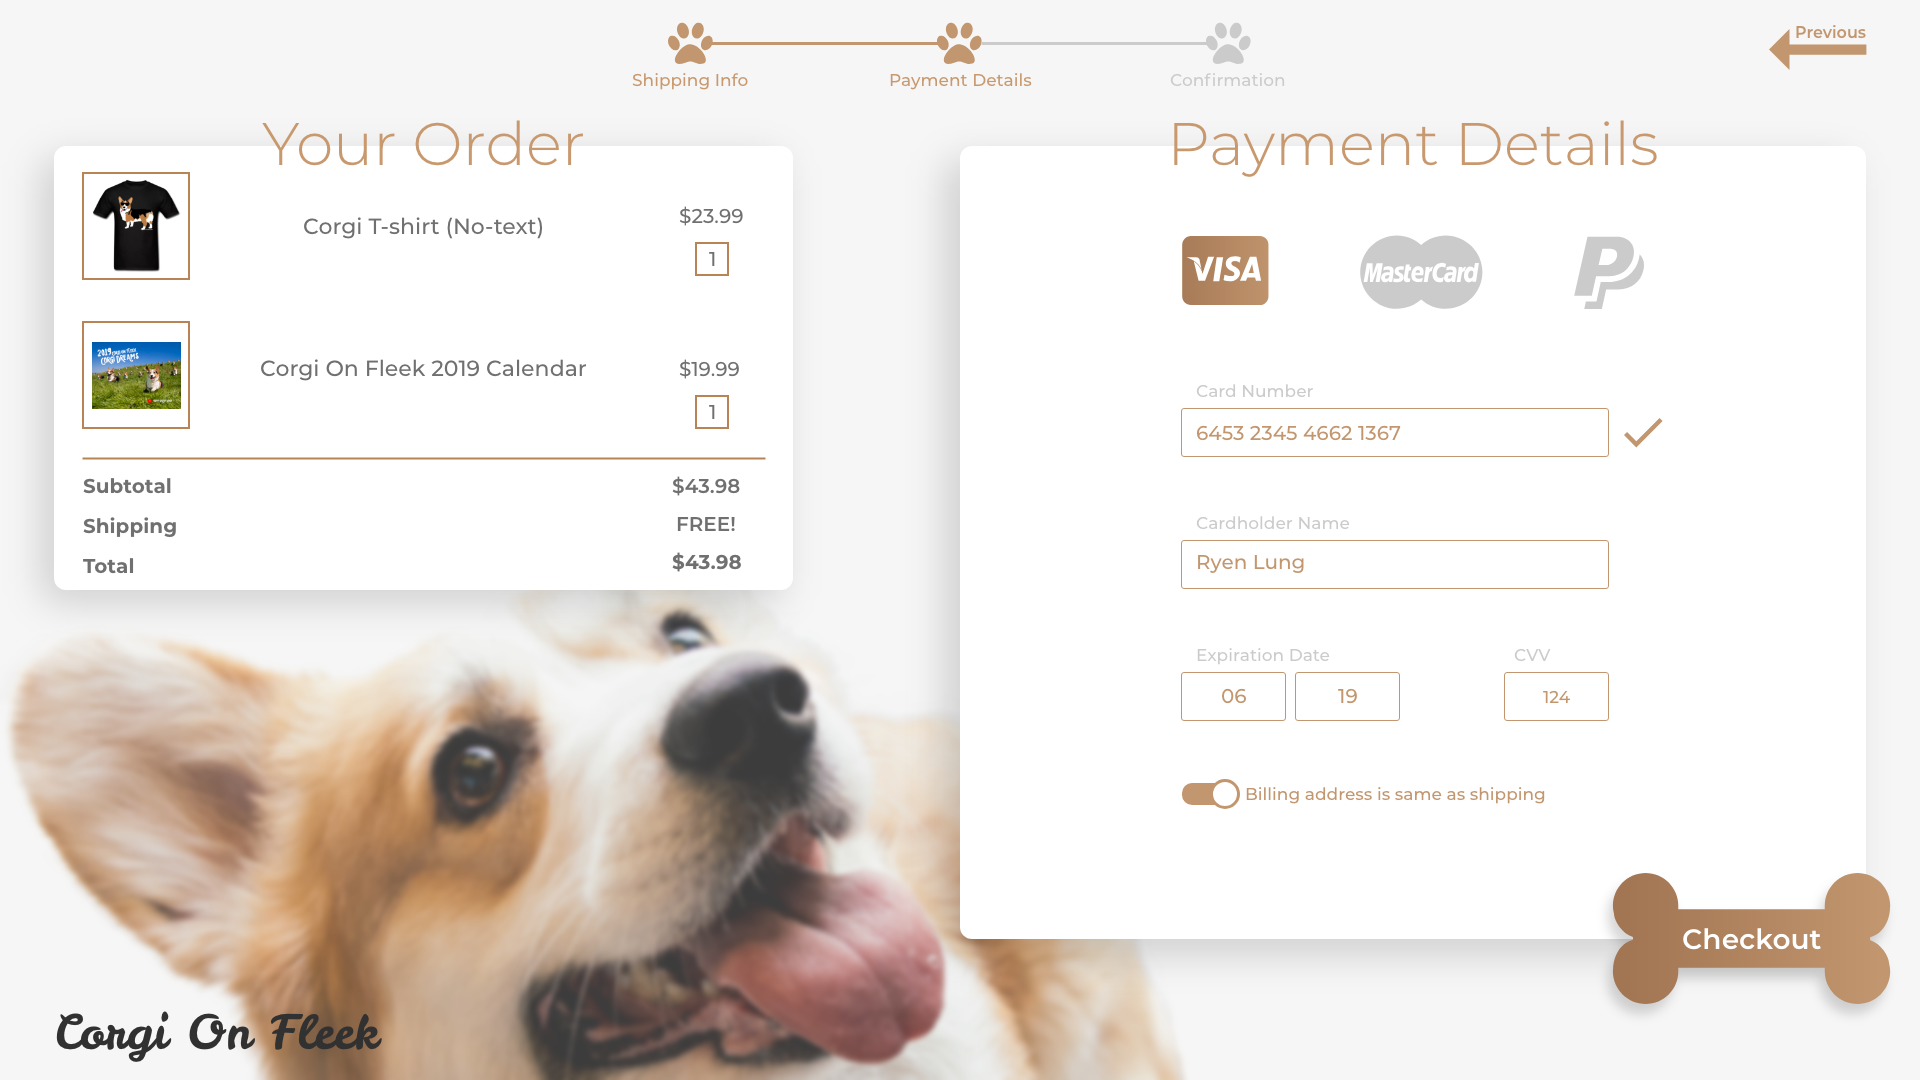 Shipping Info
Payment Details
Confirmation
Previous
Your Order
Corgi T-shirt (No-text)
$23.99
1
2019
CORGI DREAMS
Corgi On Fleek 2019 Calendar
$19.99
1
Subtotal
$43.98
Shipping
FREE!
Total
$43.98
Payment Details
VISA
MasterCard
Card Number
6453 2345 4662 1367
Cardholder Name
Ryen Lung
Expiration Date
CVV
06
19
124
Billing address is same as shipping
Checkout
Corgi On Fleek